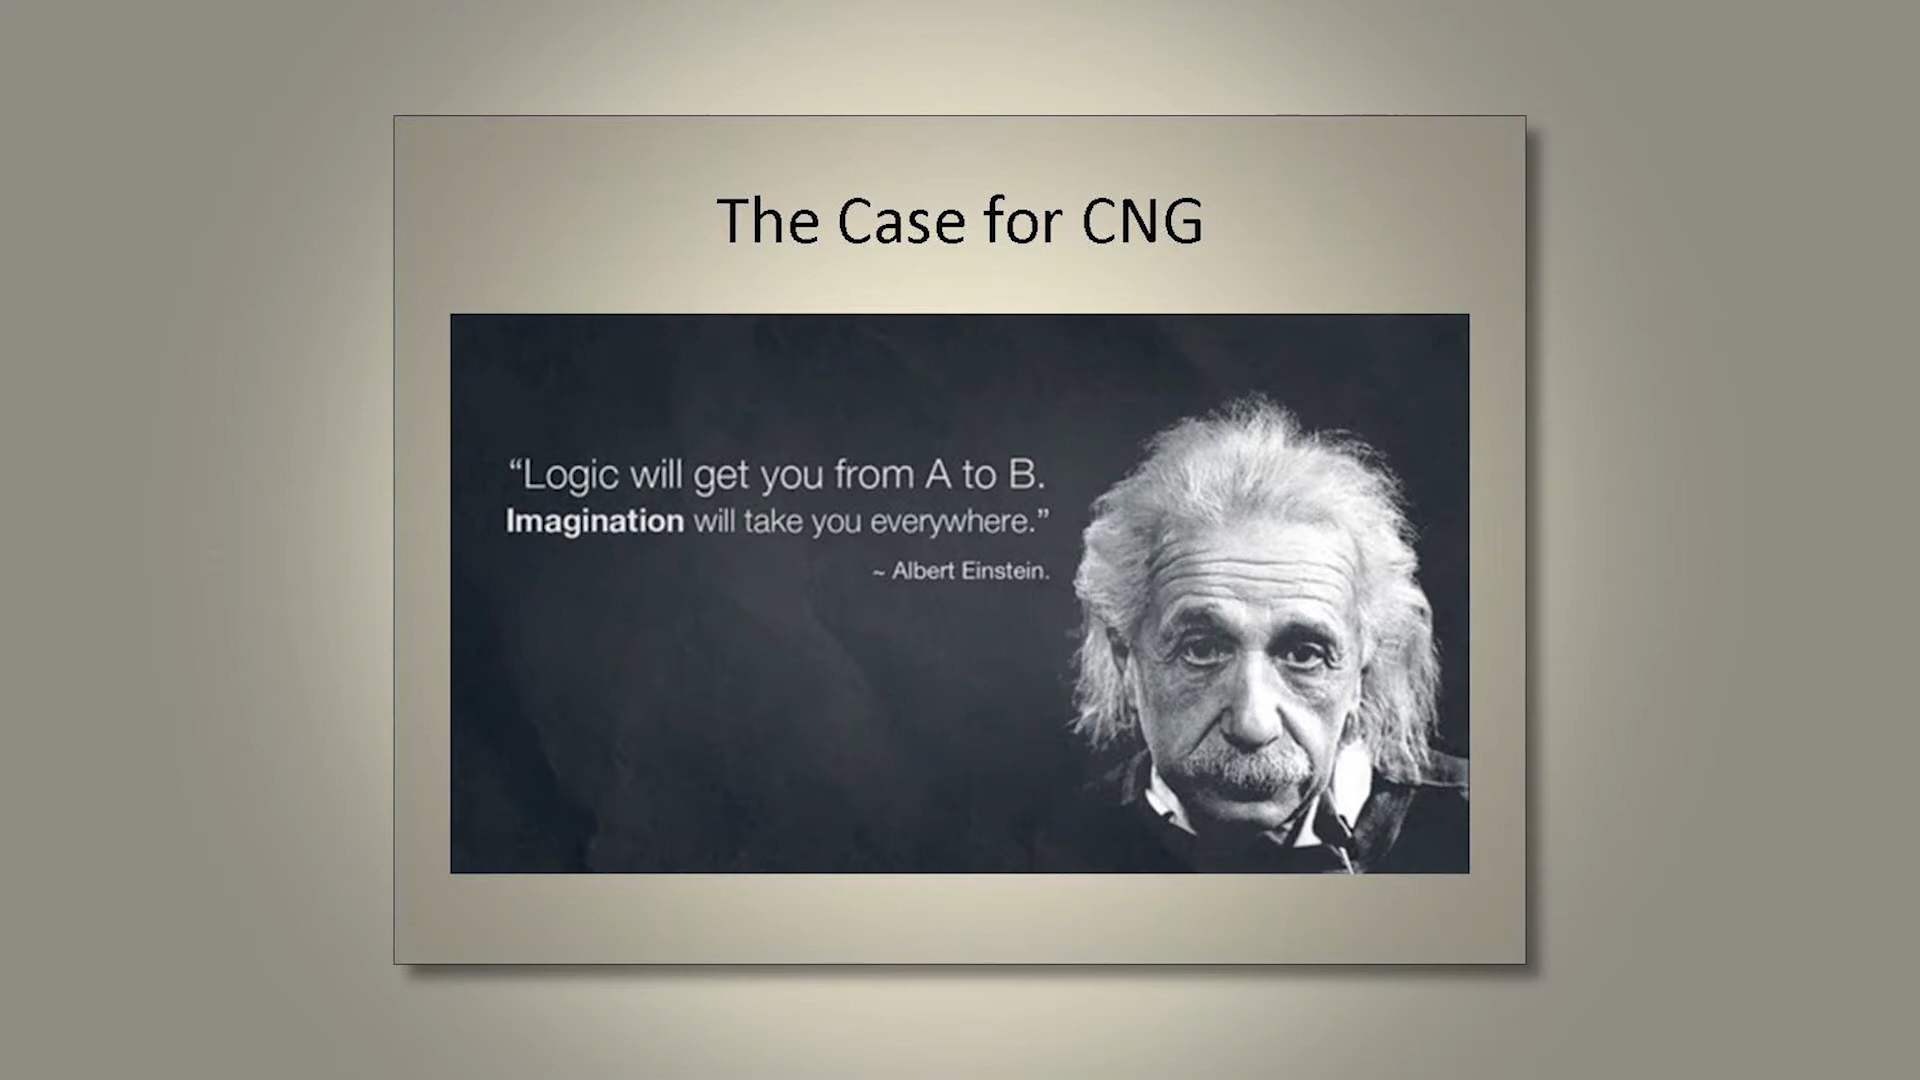 The Case for CNG
“Logic will get you from A to B.
Imagination will take you everywhere.”
~ Albert Einstein.